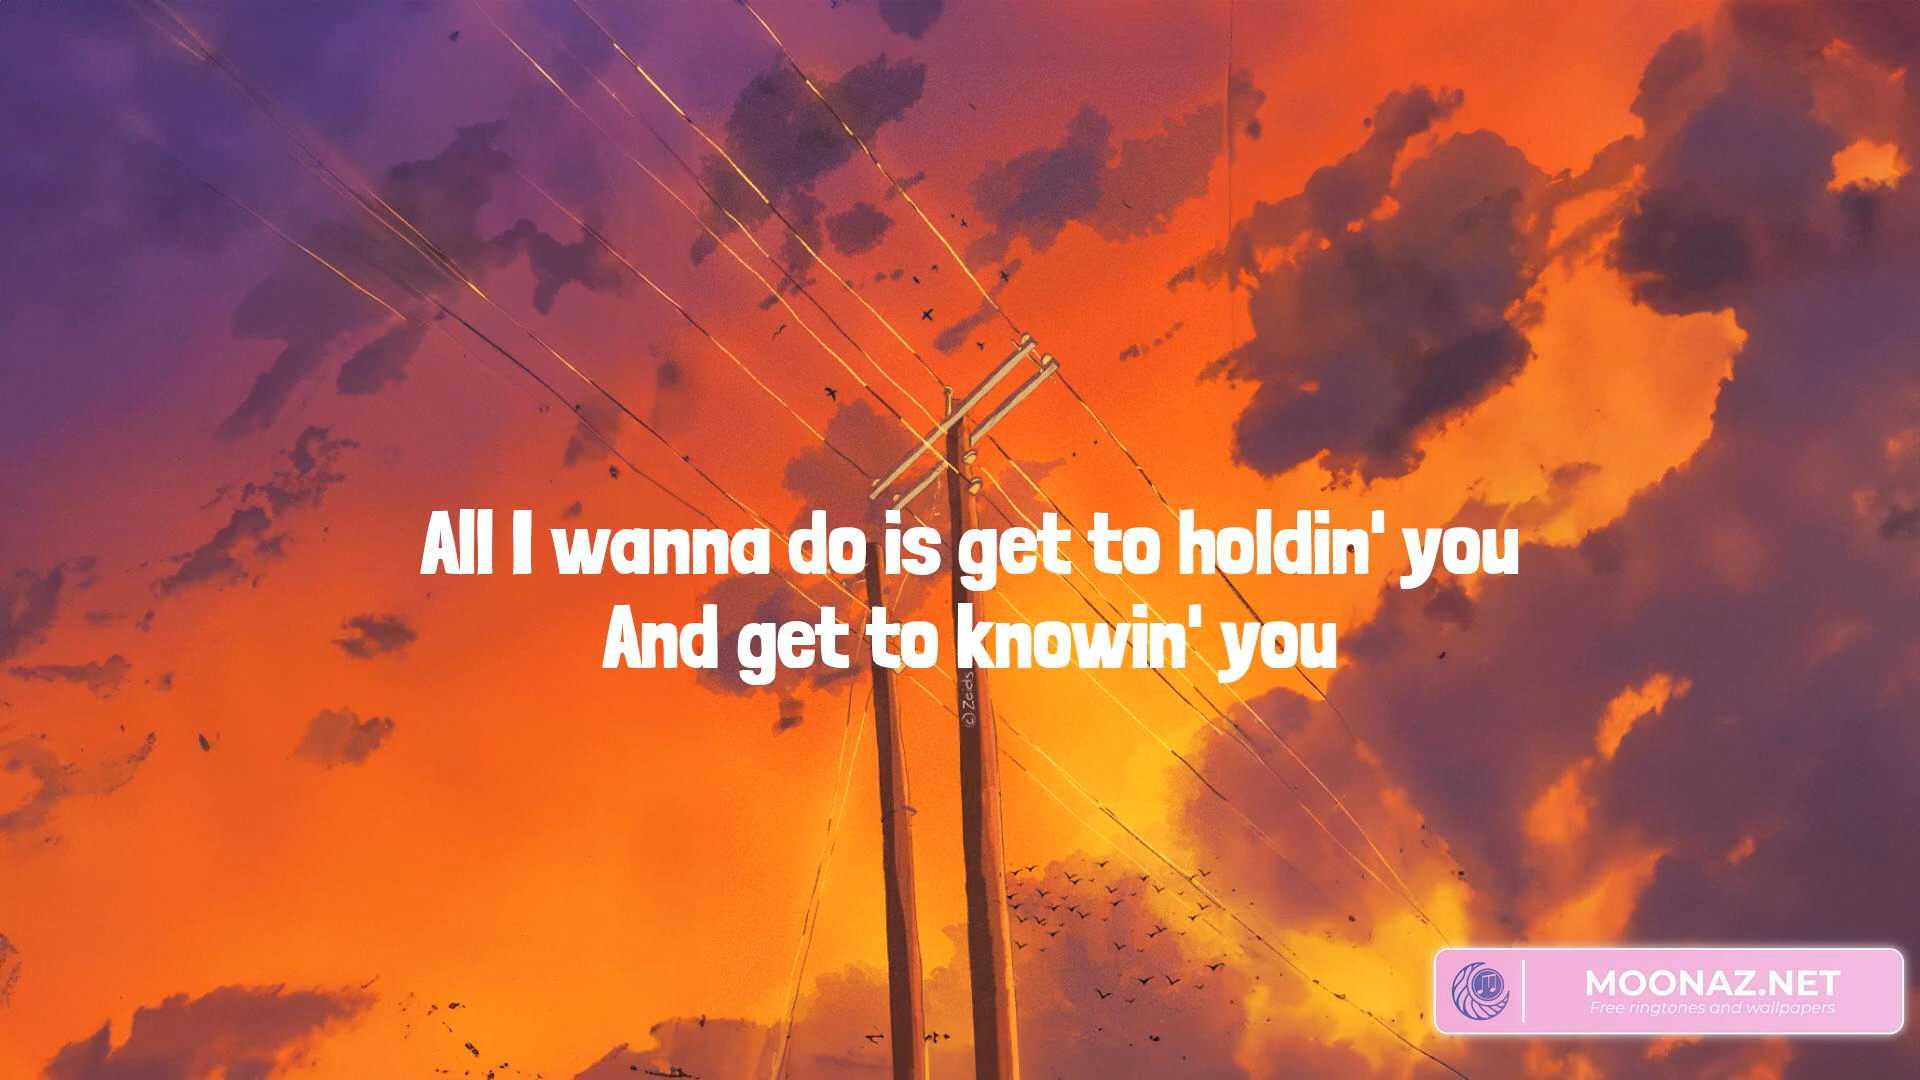 All I wanna do is get to holdin' you
And get to knowin' you
(c) Zeids
MOONAZ.NET
Free ringtones and wallpapers